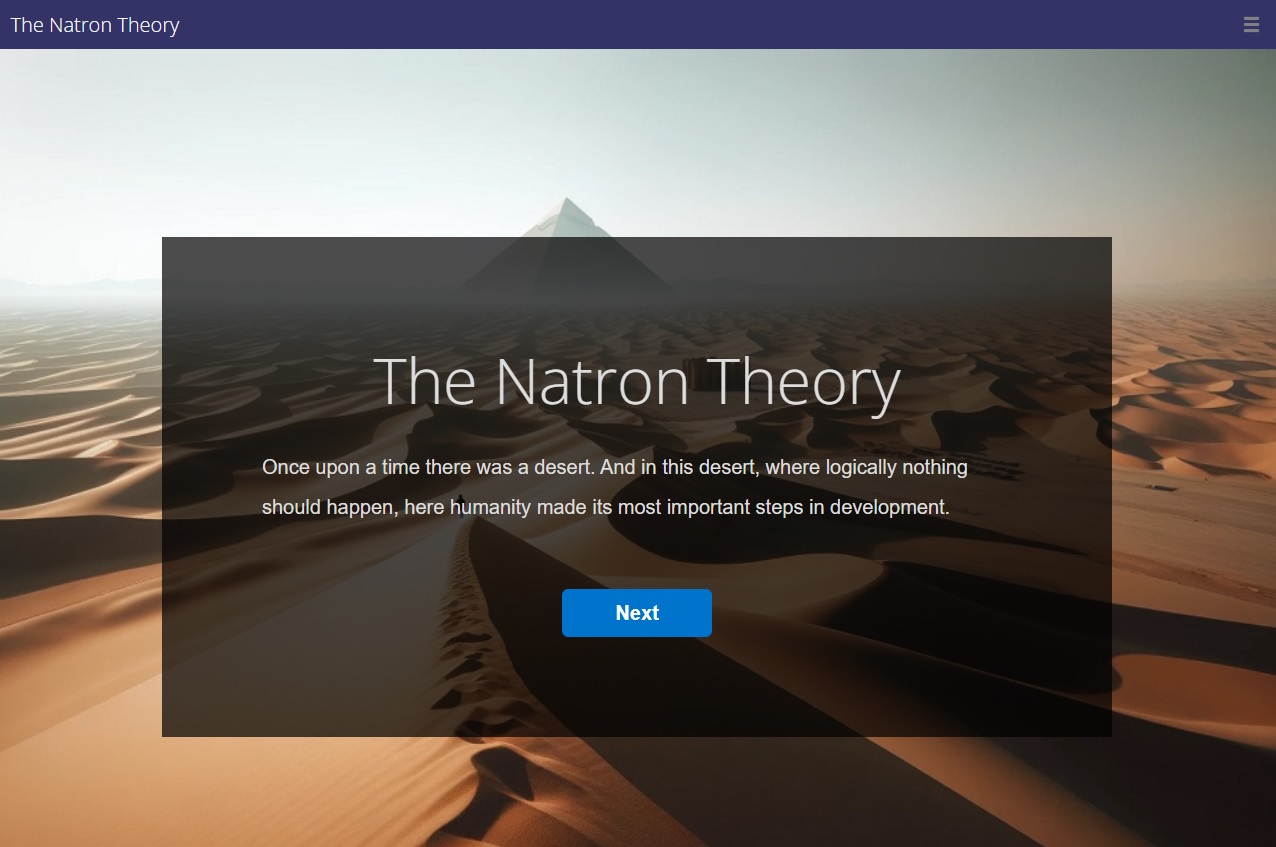 The Natron Theory
The Natron Theory
Once upon a time there was a desert. And in this desert, where logically nothing
should happen, here humanity made its most important steps in development.
Next